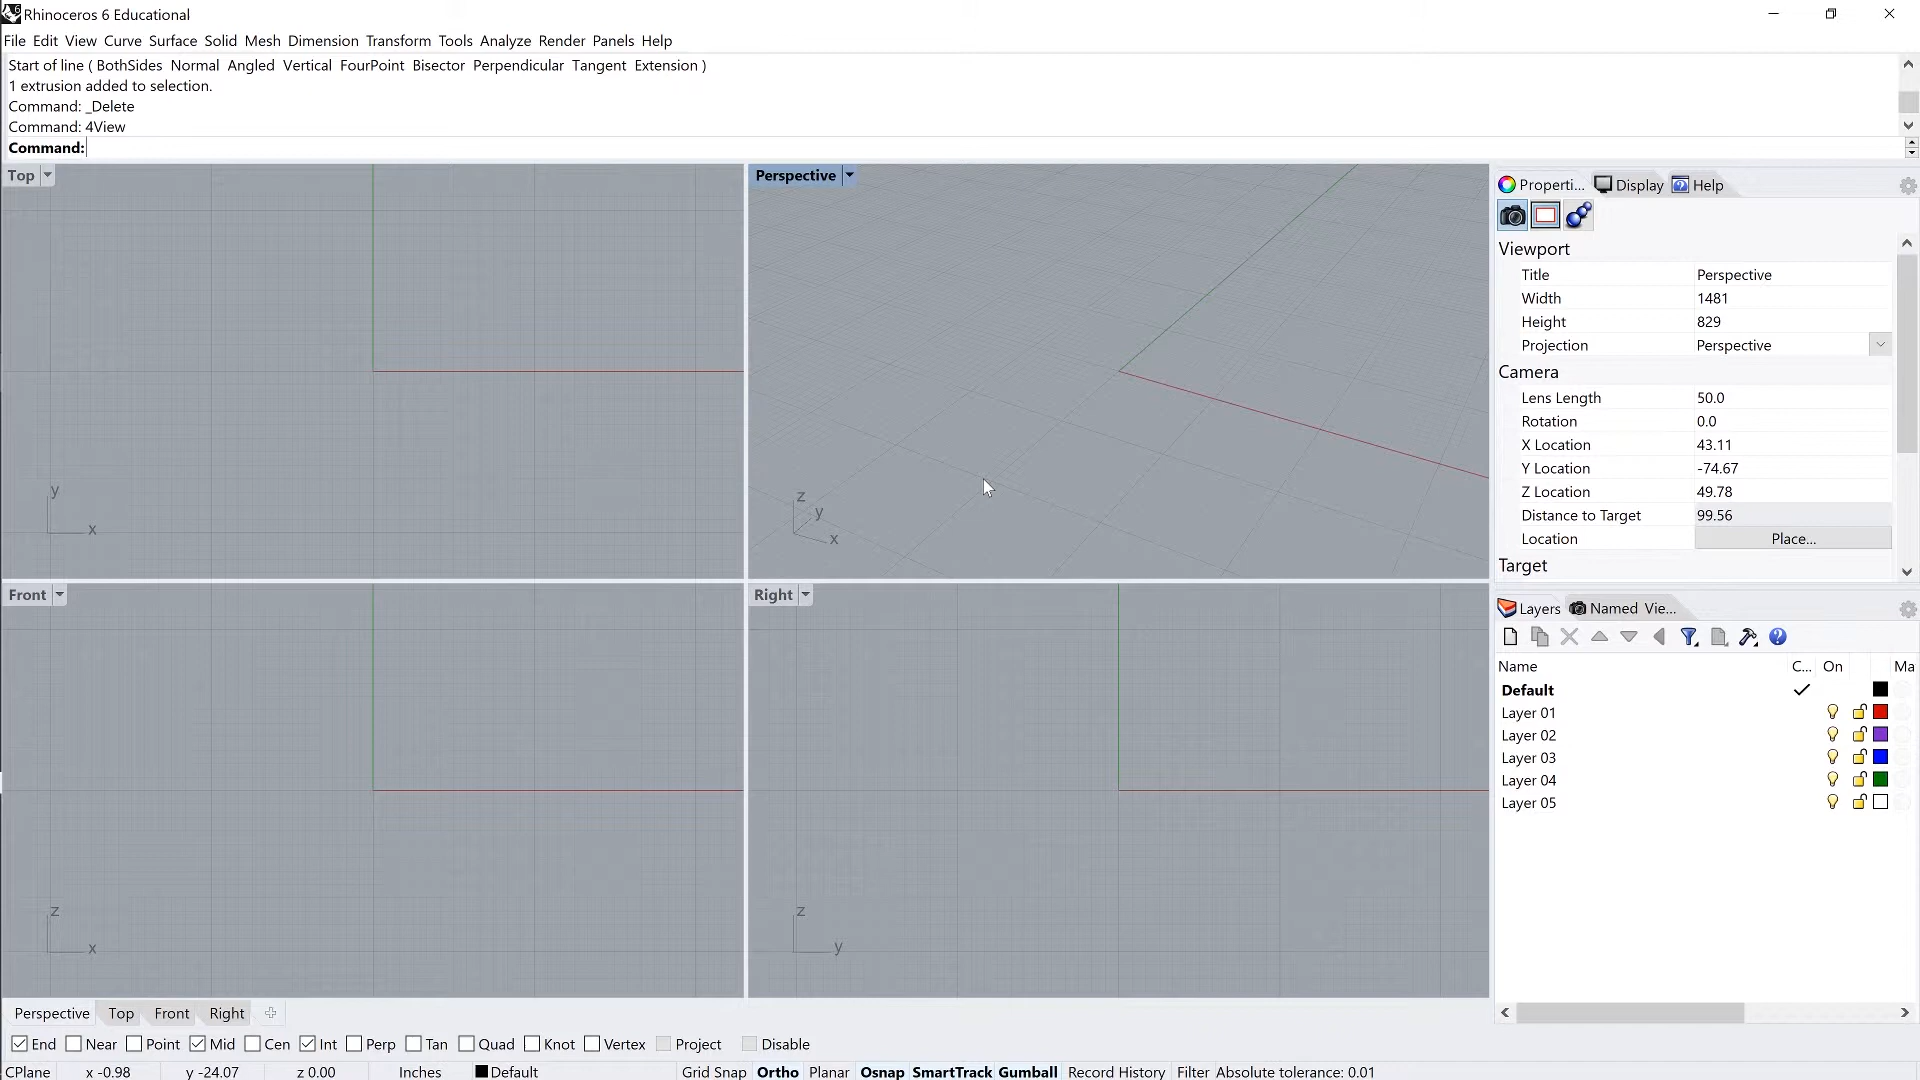 Rhinoceros 6 Educational
File Edit View Curve Surface Solid Mesh Dimension Transform Tools Analyze Render Panels Help
Start of line ( BothSides Normal Angled Vertical FourPoint Bisector Perpendicular Tangent Extension )
1 extrusion added to selection.
Command: _Delete
Command: 4View
Command:
Top
y
x
Perspective
z
y
x
Front
z
x
Right
z
y
Properti... Display Help
Viewport
Title Perspective
Width 1481
Height 829
Projection Perspective
Camera
Lens Length 50.0
Rotation 0.0
X Location 43.11
Y Location -74.67
Z Location 49.78
Distance to Target 99.56
Location Place...
Target
Layers Named Vie...
Name C... On Ma
Default
Layer 01
Layer 02
Layer 03
Layer 04
Layer 05
Perspective Top Front Right
End Near Point Mid Cen Int Perp Tan Quad Knot Vertex Project Disable
CPlane x -0.98 y -24.07 z 0.00 Inches Default Grid Snap Ortho Planar Osnap SmartTrack Gumball Record History Filter Absolute tolerance: 0.01